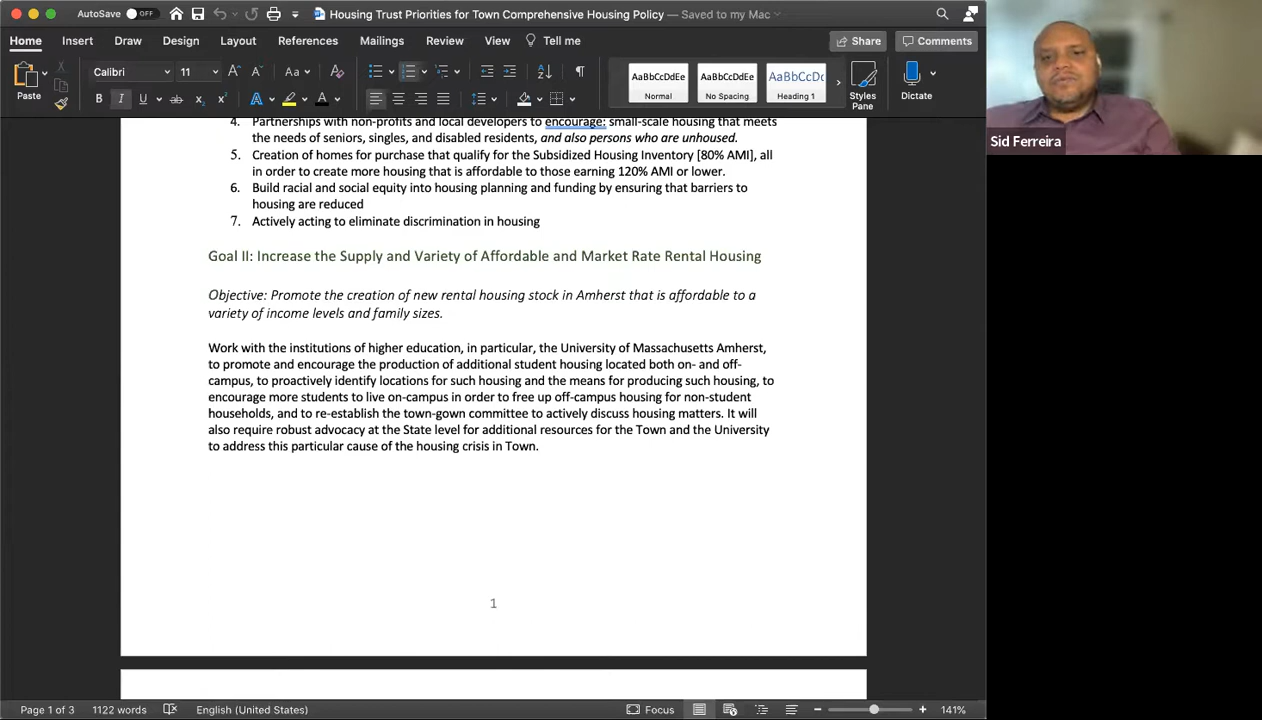 AutoSave OFF Housing Trust Priorities for Town Comprehensive Housing Policy — Saved to my Mac
Home Insert Draw Design Layout References Mailings Review View Tell me Share Comments
Paste Calibri 11 A A Aa A AaBbCcDdEe AaBbCcDdEe AaBbCcDc Styles Pane Dictate
B I U ab x₂ x² A A Normal No Spacing Heading 1
4. Partnerships with non-profits and local developers to encourage: small-scale housing that meets
the needs of seniors, singles, and disabled residents, and also persons who are unhoused.
5. Creation of homes for purchase that qualify for the Subsidized Housing Inventory [80% AMI], all
in order to create more housing that is affordable to those earning 120% AMI or lower.
6. Build racial and social equity into housing planning and funding by ensuring that barriers to
housing are reduced
7. Actively acting to eliminate discrimination in housing
Goal II: Increase the Supply and Variety of Affordable and Market Rate Rental Housing
Objective: Promote the creation of new rental housing stock in Amherst that is affordable to a
variety of income levels and family sizes.
Work with the institutions of higher education, in particular, the University of Massachusetts Amherst,
to promote and encourage the production of additional student housing located both on- and off-
campus, to proactively identify locations for such housing and the means for producing such housing, to
encourage more students to live on-campus in order to free up off-campus housing for non-student
households, and to re-establish the town-gown committee to actively discuss housing matters. It will
also require robust advocacy at the State level for additional resources for the Town and the University
to address this particular cause of the housing crisis in Town.
1
Page 1 of 3 1122 words English (United States) Focus 141%
Sid Ferreira